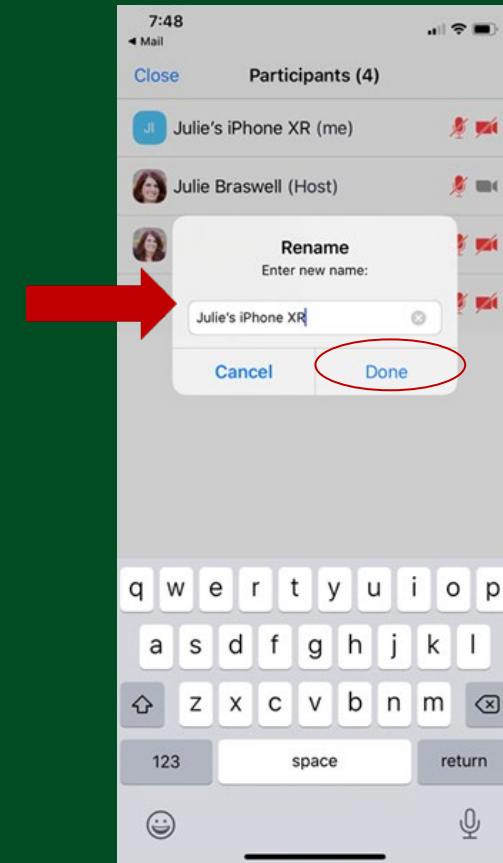 7:48
◀ Mail
Close Participants (4)
JI Julie's iPhone XR (me)
Julie Braswell (Host)
Rename
Enter new name:
Julie's iPhone XR
Cancel Done
q w e r t y u i o p
a s d f g h j k l
z x c v b n m
123 space return